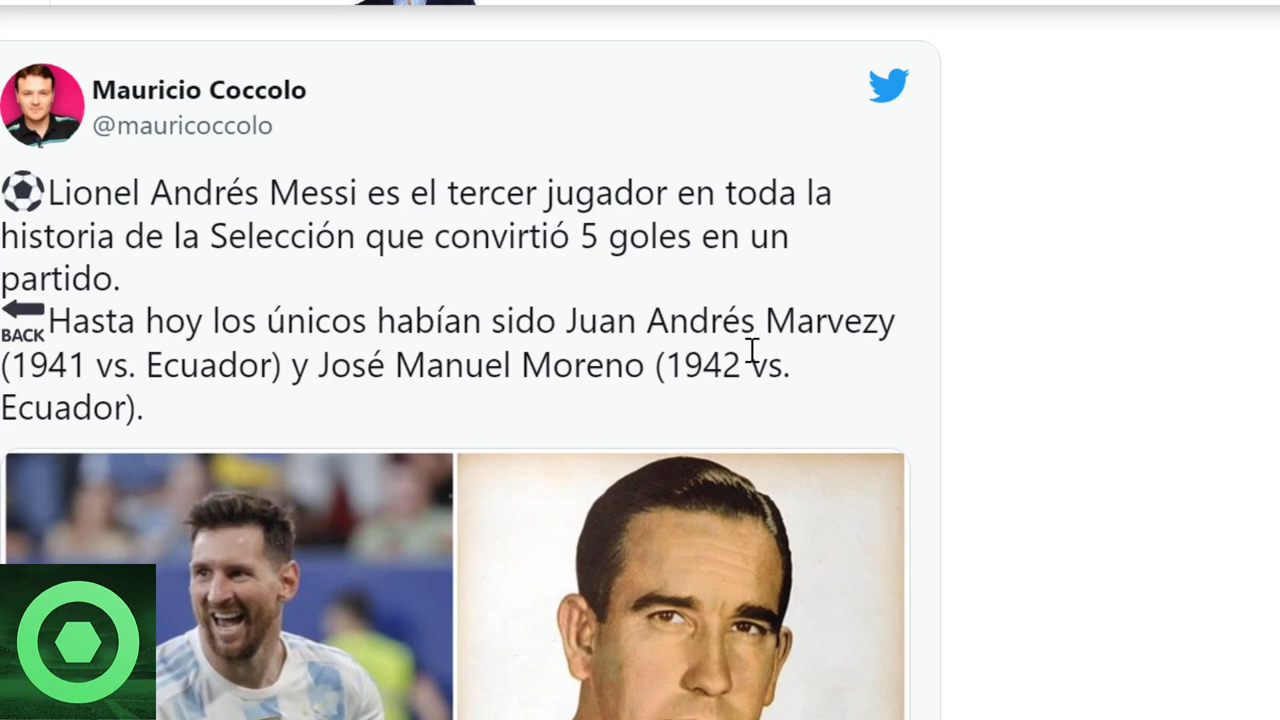 Mauricio Coccolo
@mauricoccolo
Lionel Andrés Messi es el tercer jugador en toda la
historia de la Selección que convirtió 5 goles en un
partido.
BACK Hasta hoy los únicos habían sido Juan Andrés Marvezy
(1941 vs. Ecuador) y José Manuel Moreno (1942 vs.
Ecuador).